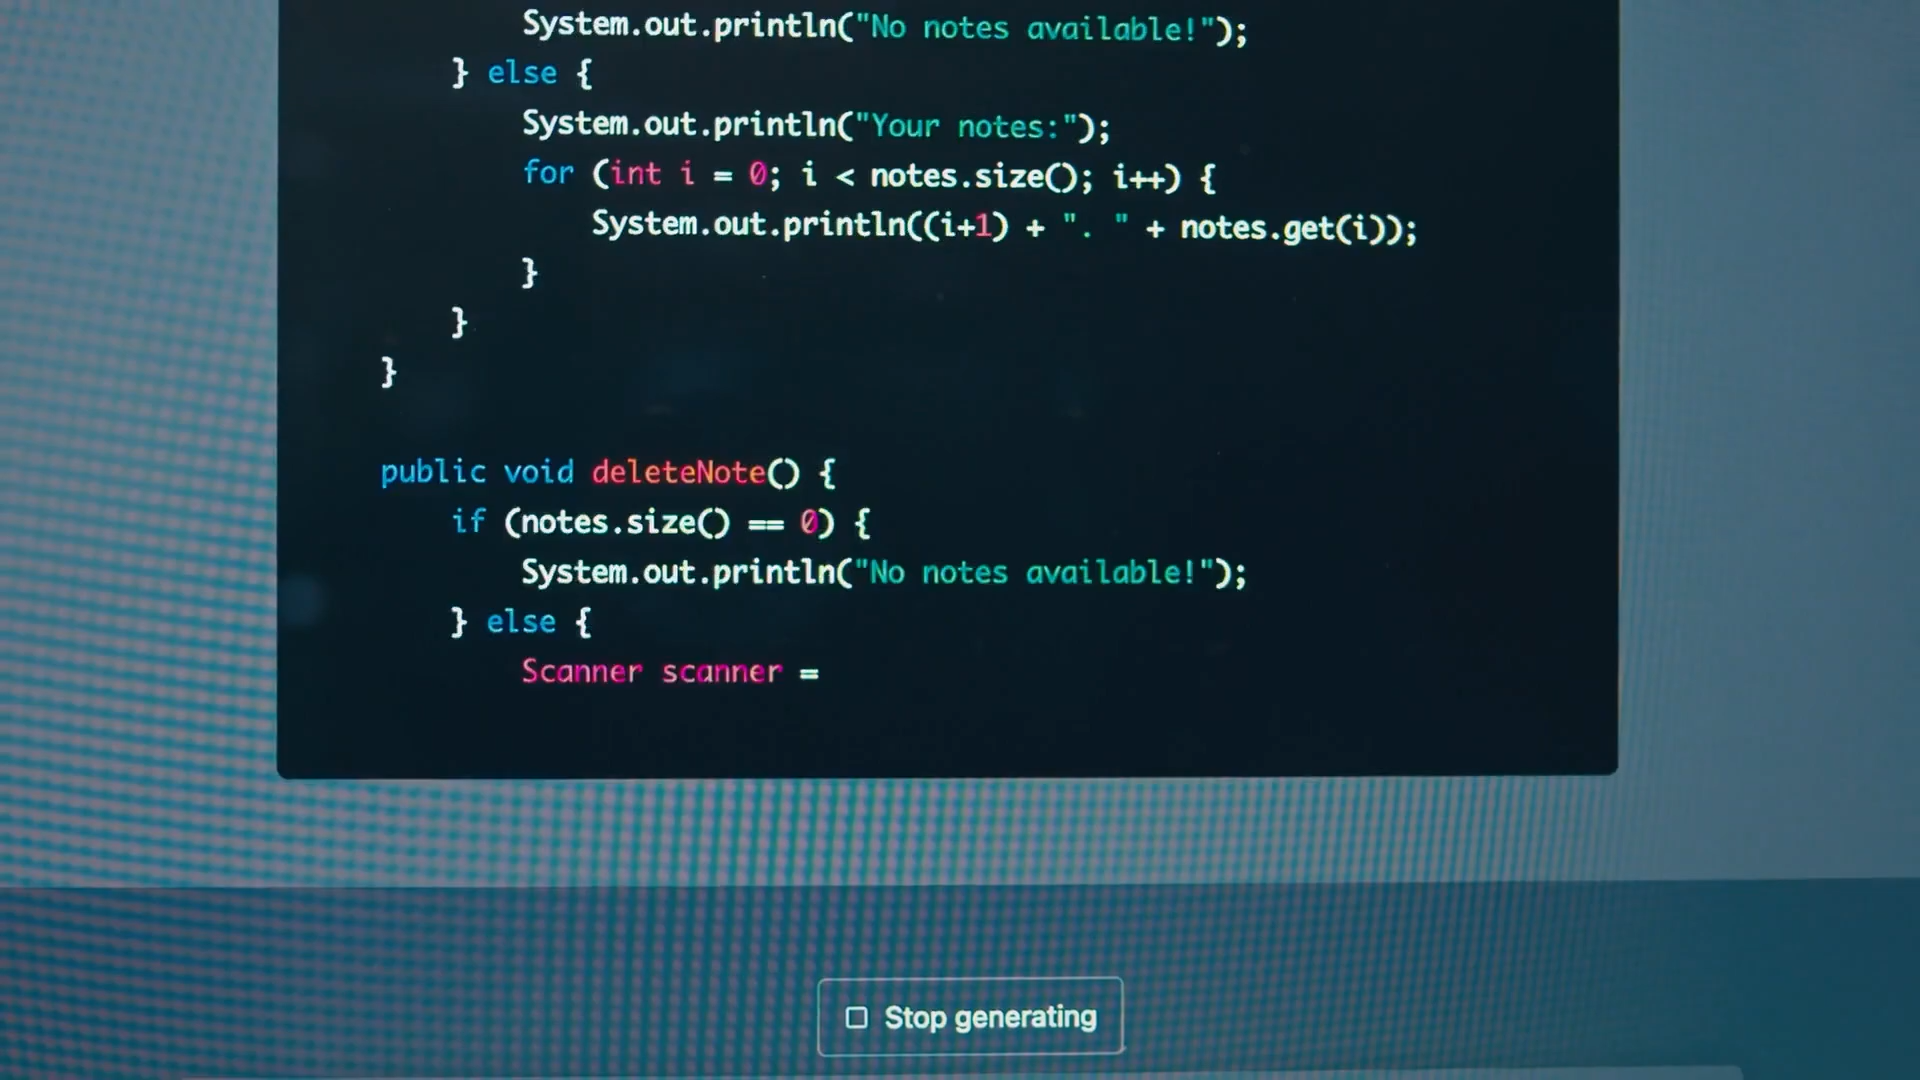 System.out.println("No notes available!");
} else {
System.out.println("Your notes:");
for (int i = 0; i < notes.size(); i++) {
System.out.println((i+1) + ". " + notes.get(i));
}
}
}
public void deleteNote() {
if (notes.size() == 0) {
System.out.println("No notes available!");
} else {
Scanner scanner =
Stop generating